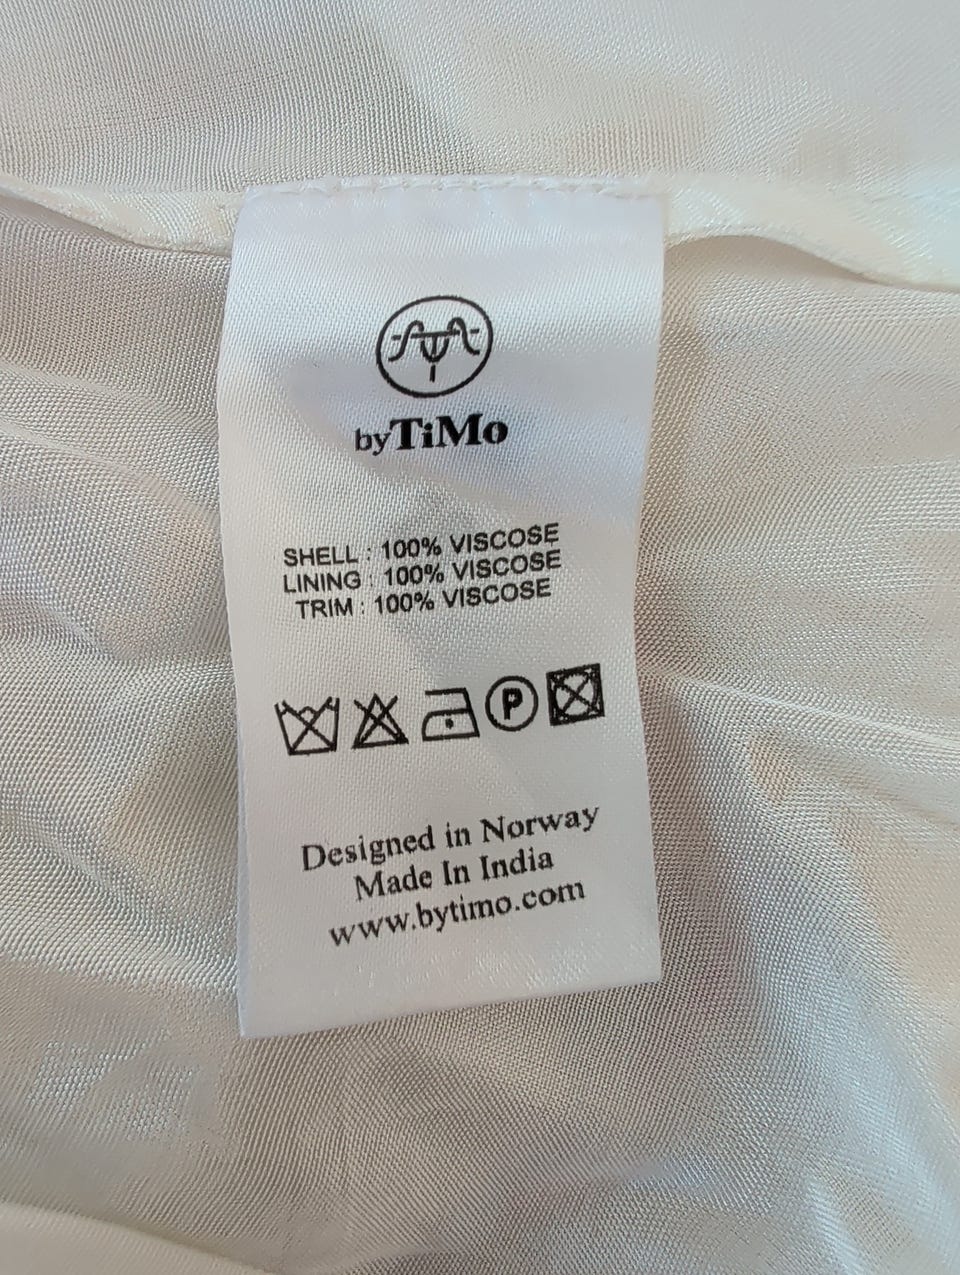 byTiMo
SHELL : 100% VISCOSE
LINING : 100% VISCOSE
TRIM : 100% VISCOSE
P
Designed in Norway
Made In India
www.bytimo.com